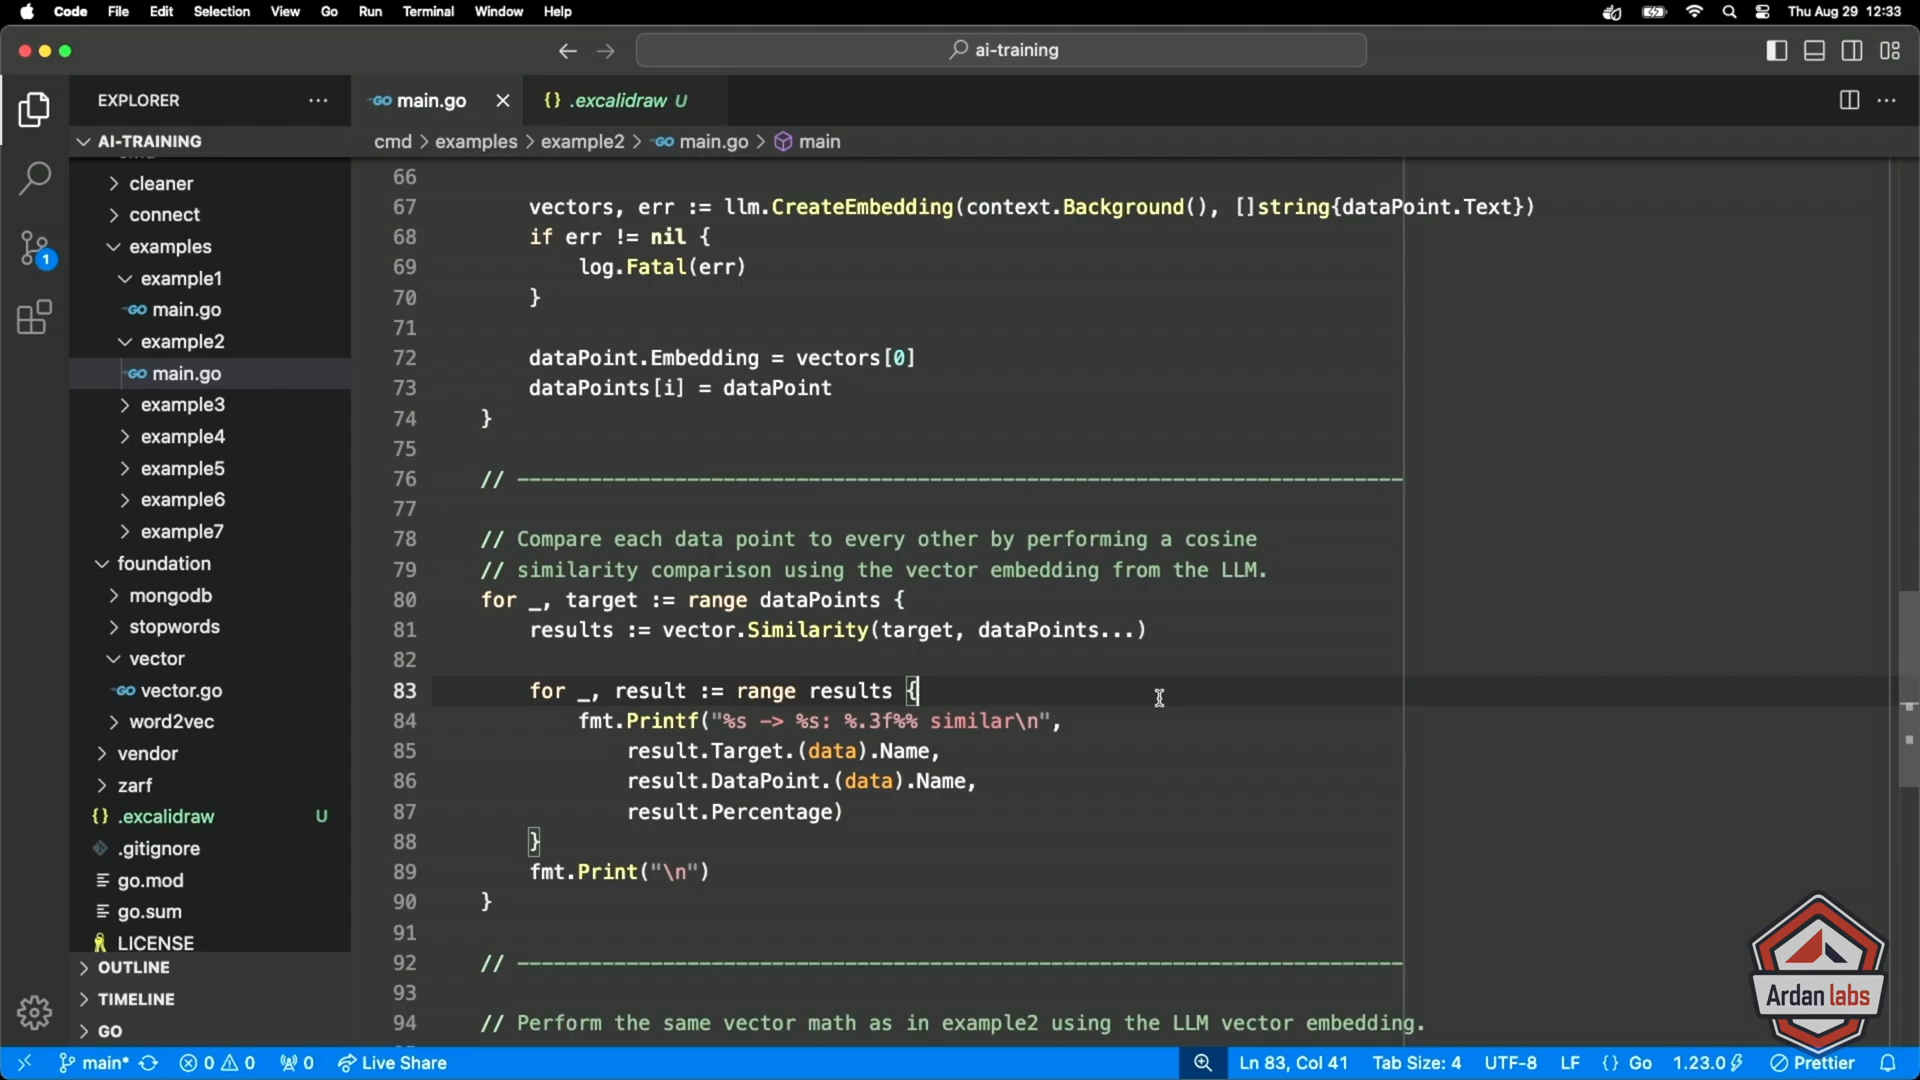 Code File Edit Selection View Go Run Terminal Window Help Thu Aug 29 12:33
ai-training
EXPLORER
main.go
{} .excalidraw U
AI-TRAINING
cmd > examples > example2 > main.go > main
cleaner
connect
examples
example1
main.go
example2
main.go
example3
example4
example5
example6
example7
foundation
mongodb
stopwords
vector
vector.go
word2vec
vendor
zarf
{} .excalidraw U
.gitignore
go.mod
go.sum
LICENSE
OUTLINE
TIMELINE
GO
1
66
67 vectors, err := llm.CreateEmbedding(context.Background(), []string{dataPoint.Text})
68 if err != nil {
69 log.Fatal(err)
70 }
71
72 dataPoint.Embedding = vectors[0]
73 dataPoints[i] = dataPoint
74 }
75
76 // -------------------------------------------------------------------------
77
78 // Compare each data point to every other by performing a cosine
79 // similarity comparison using the vector embedding from the LLM.
80 for _, target := range dataPoints {
81 results := vector.Similarity(target, dataPoints...)
82
83 for _, result := range results {
84 fmt.Printf("%s -> %s: %.3f%% similar\n",
85 result.Target.(data).Name,
86 result.DataPoint.(data).Name,
87 result.Percentage)
88 }
89 fmt.Print("\n")
90 }
91
92 // -------------------------------------------------------------------------
93
94 // Perform the same vector math as in example2 using the LLM vector embedding.
Ardan labs
main* 0 0 0 Live Share Ln 83, Col 41 Tab Size: 4 UTF-8 LF {} Go 1.23.0 Prettier